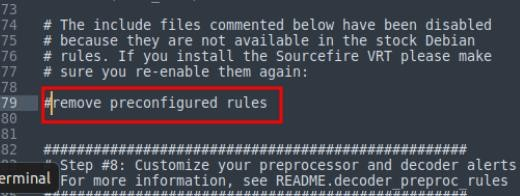 73
74 # The include files commented below have been disabled
75 # because they are not available in the stock Debian
76 # rules. If you install the Sourcefire VRT please make
77 # sure you re-enable them again:
78
79 #remove preconfigured rules
80
81
82 ###################################################
Step #8: Customize your preprocessor and decoder alerts
For more information, see README.decoder_preproc_rules
erminal